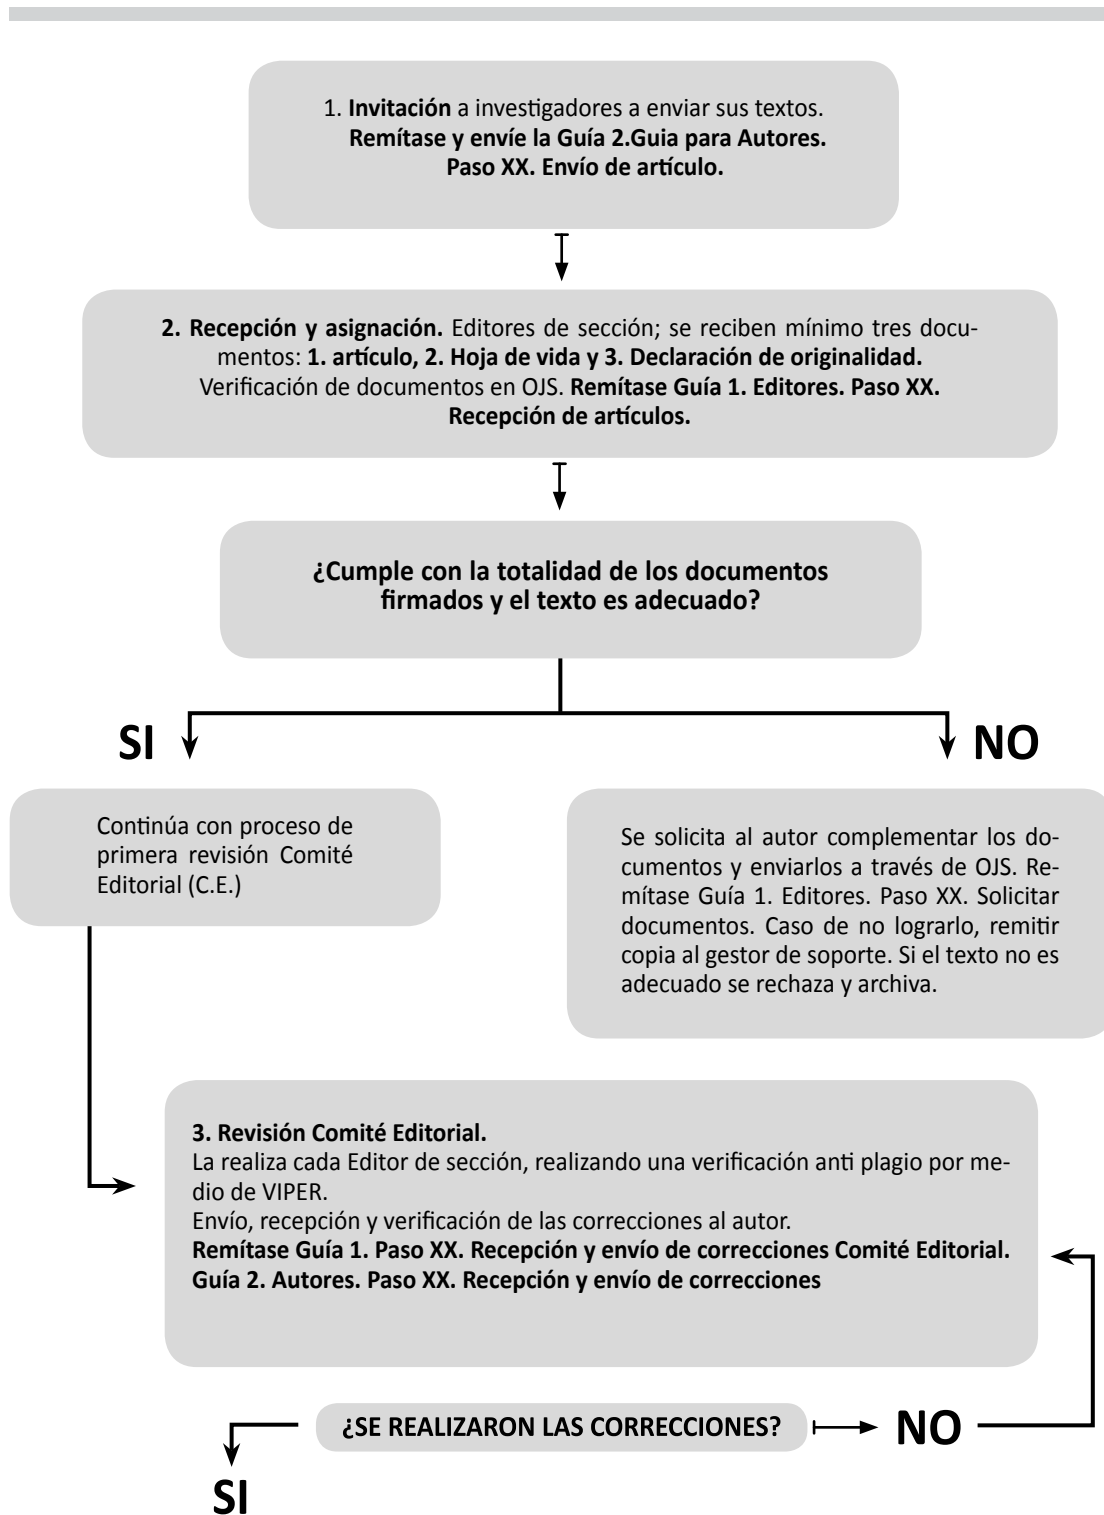 1. Invitación a investigadores a enviar sus textos.
Remítase y envíe la Guía 2.Guia para Autores.
Paso XX. Envío de artículo.
2. Recepción y asignación. Editores de sección; se reciben mínimo tres docu-
mentos: 1. artículo, 2. Hoja de vida y 3. Declaración de originalidad.
Verificación de documentos en OJS. Remítase Guía 1. Editores. Paso XX.
Recepción de artículos.
¿Cumple con la totalidad de los documentos
firmados y el texto es adecuado?
SI
NO
Continúa con proceso de
primera revisión Comité
Editorial (C.E.)
Se solicita al autor complementar los do-
cumentos y enviarlos a través de OJS. Re-
mítase Guía 1. Editores. Paso XX. Solicitar
documentos. Caso de no lograrlo, remitir
copia al gestor de soporte. Si el texto no es
adecuado se rechaza y archiva.
3. Revisión Comité Editorial.
La realiza cada Editor de sección, realizando una verificación anti plagio por me-
dio de VIPER.
Envío, recepción y verificación de las correcciones al autor.
Remítase Guía 1. Paso XX. Recepción y envío de correcciones Comité Editorial.
Guía 2. Autores. Paso XX. Recepción y envío de correcciones
¿SE REALIZARON LAS CORRECCIONES?
NO
SI